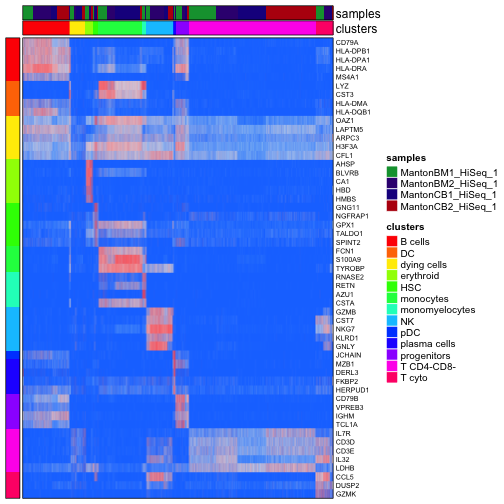 samples
clusters
CD79A
HLA-DPB1
HLA-DPA1
HLA-DRA
MS4A1
LYZ
CST3
HLA-DMA
HLA-DQB1
OAZ1
LAPTM5
ARPC3
H3F3A
CFL1
AHSP
BLVRB
CA1
HBD
HMBS
GNG11
NGFRAP1
GPX1
TALDO1
SPINT2
FCN1
S100A9
TYROBP
RNASE2
RETN
AZU1
CSTA
GZMB
CST7
NKG7
KLRD1
GNLY
JCHAIN
MZB1
DERL3
FKBP2
HERPUD1
CD79B
VPREB3
IGHM
TCL1A
IL7R
CD3D
CD3E
IL32
LDHB
CCL5
DUSP2
GZMK
samples
MantonBM1_HiSeq_1
MantonBM2_HiSeq_1
MantonCB1_HiSeq_1
MantonCB2_HiSeq_1
clusters
B cells
DC
dying cells
erythroid
HSC
monocytes
monomyelocytes
NK
pDC
plasma cells
progenitors
T CD4-CD8-
T cyto